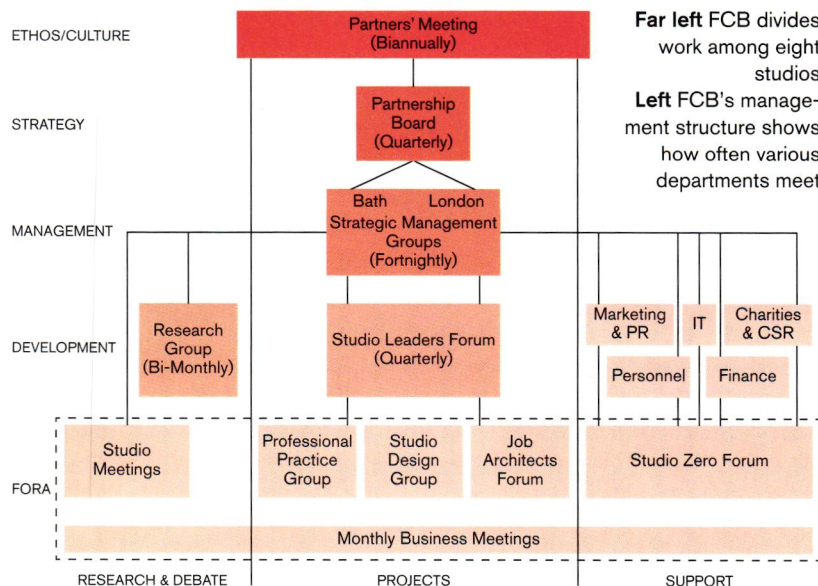 ETHOS/CULTURE
Partners' Meeting
(Biannually)
Far left FCB divides
work among eight
studios
Left FCB's manage-
ment structure shows
how often various
departments meet
STRATEGY
Partnership
Board
(Quarterly)
MANAGEMENT
Bath London
Strategic Management
Groups
(Fortnightly)
DEVELOPMENT
Research
Group
(Bi-Monthly)
Studio Leaders Forum
(Quarterly)
Marketing
& PR
IT
Charities
& CSR
Personnel
Finance
FORA
Studio
Meetings
Professional
Practice
Group
Studio
Design
Group
Job
Architects
Forum
Studio Zero Forum
Monthly Business Meetings
RESEARCH & DEBATE
PROJECTS
SUPPORT